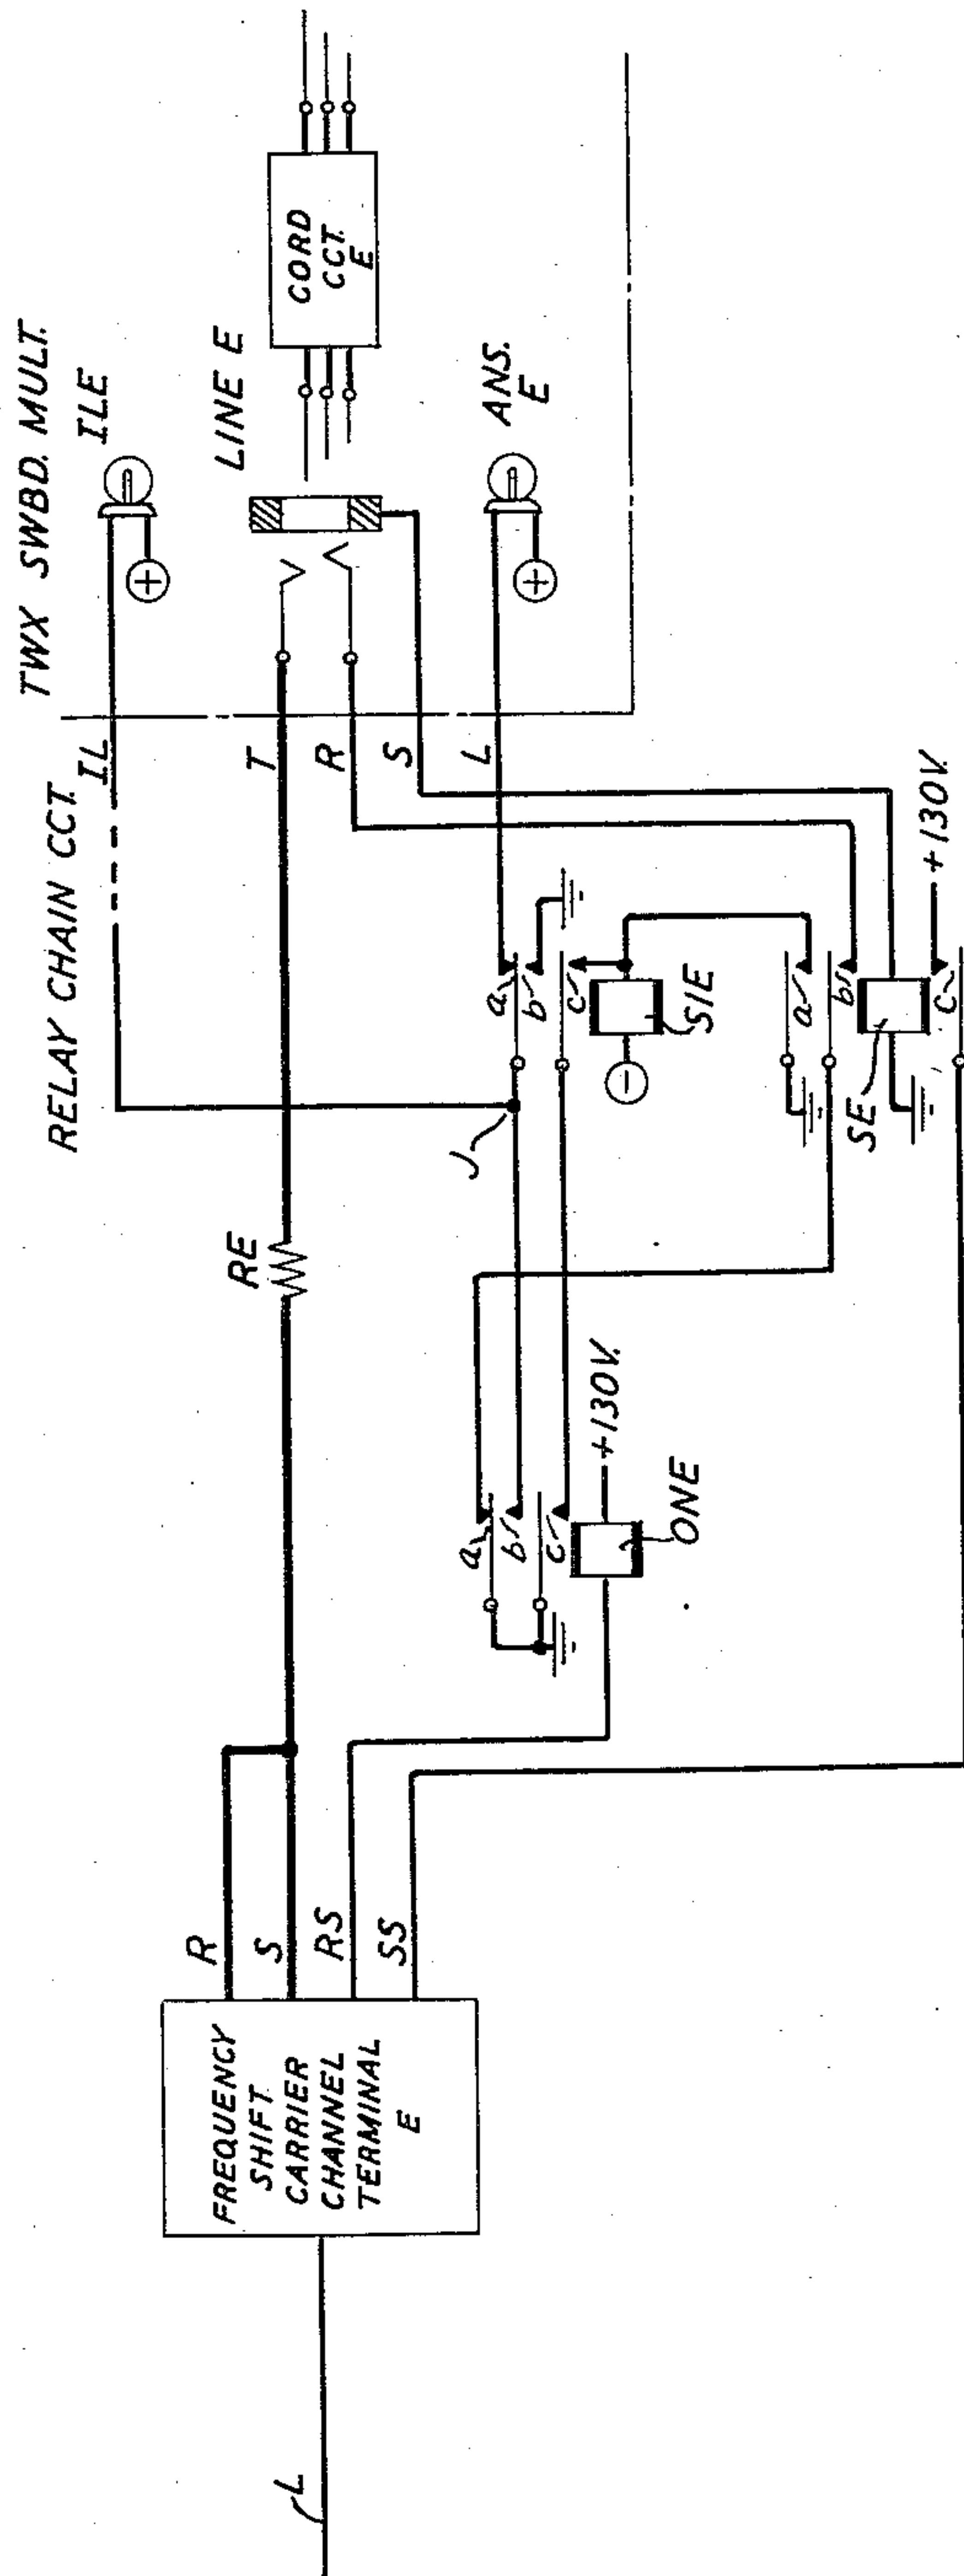 TWX SWBD. MULT.
ILE
LINE E
CORD
CCT.
E
ANS.
E
RELAY CHAIN CCT.
IL
T
R
S
L
RE
J
a
b
c
SIE
a
b
SE
c
+130V.
a
b
c
+130V.
ONE
R
S
RS
SS
FREQUENCY
SHIFT
CARRIER
CHANNEL
TERMINAL
E
L